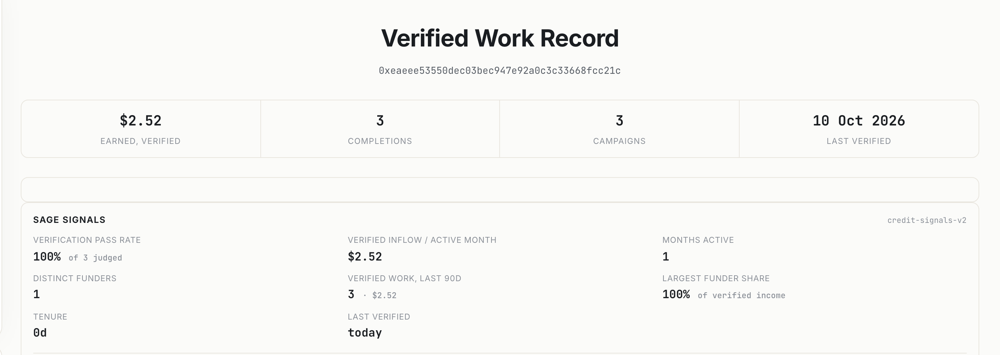 Verified Work Record
0xeaeee53550dec03bec947e92a0c3c33668fcc21c
$2.52 3 3 10 Oct 2026
EARNED, VERIFIED COMPLETIONS CAMPAIGNS LAST VERIFIED
SAGE SIGNALS credit-signals-v2
VERIFICATION PASS RATE VERIFIED INFLOW / ACTIVE MONTH MONTHS ACTIVE
100% of 3 judged $2.52 1
DISTINCT FUNDERS VERIFIED WORK, LAST 90D LARGEST FUNDER SHARE
1 3 · $2.52 100% of verified income
TENURE LAST VERIFIED
0d today